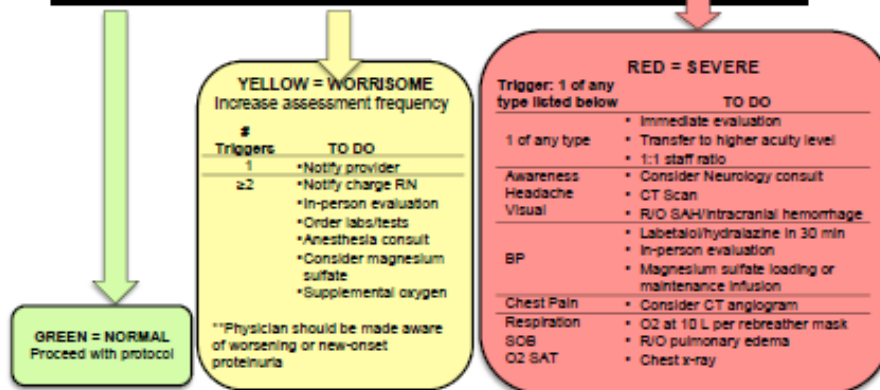 GREEN = NORMAL
Proceed with protocol
YELLOW = WORRISOME
Increase assessment frequency
#
Triggers TO DO
1 •Notify provider
≥2 •Notify charge RN
•In-person evaluation
•Order labs/tests
•Anesthesia consult
•Consider magnesium
sulfate
•Supplemental oxygen
**Physician should be made aware
of worsening or new-onset
proteinuria
RED = SEVERE
Trigger: 1 of any
type listed below TO DO
1 of any type
• Immediate evaluation
• Transfer to higher acuity level
• 1:1 staff ratio
Awareness
Headache
Visual
• Consider Neurology consult
• CT Scan
• R/O SAH/intracranial hemorrhage
BP
• Labetalol/hydralazine in 30 min
• In-person evaluation
• Magnesium sulfate loading or
maintenance infusion
Chest Pain • Consider CT angiogram
Respiration
SOB
O2 SAT
• O2 at 10 L per rebreather mask
• R/O pulmonary edema
• Chest x-ray